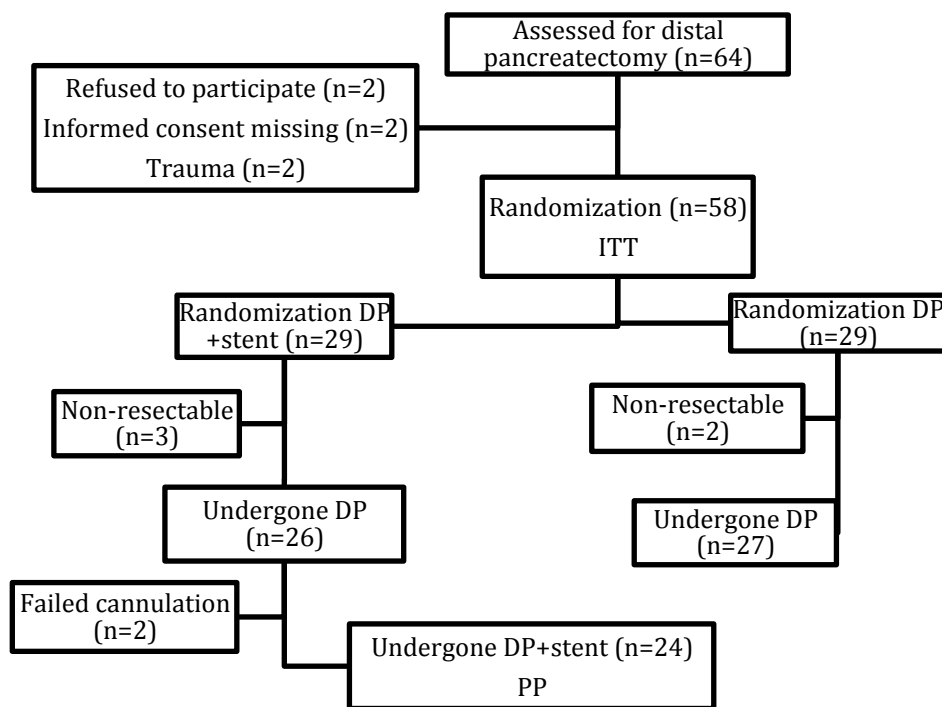 Assessed for distal
pancreatectomy (n=64)
Refused to participate (n=2)
Informed consent missing (n=2)
Trauma (n=2)
Randomization (n=58)
ITT
Randomization DP
+stent (n=29)
Randomization DP
(n=29)
Non-resectable
(n=3)
Non-resectable
(n=2)
Undergone DP
(n=26)
Undergone DP
(n=27)
Failed cannulation
(n=2)
Undergone DP+stent (n=24)
PP